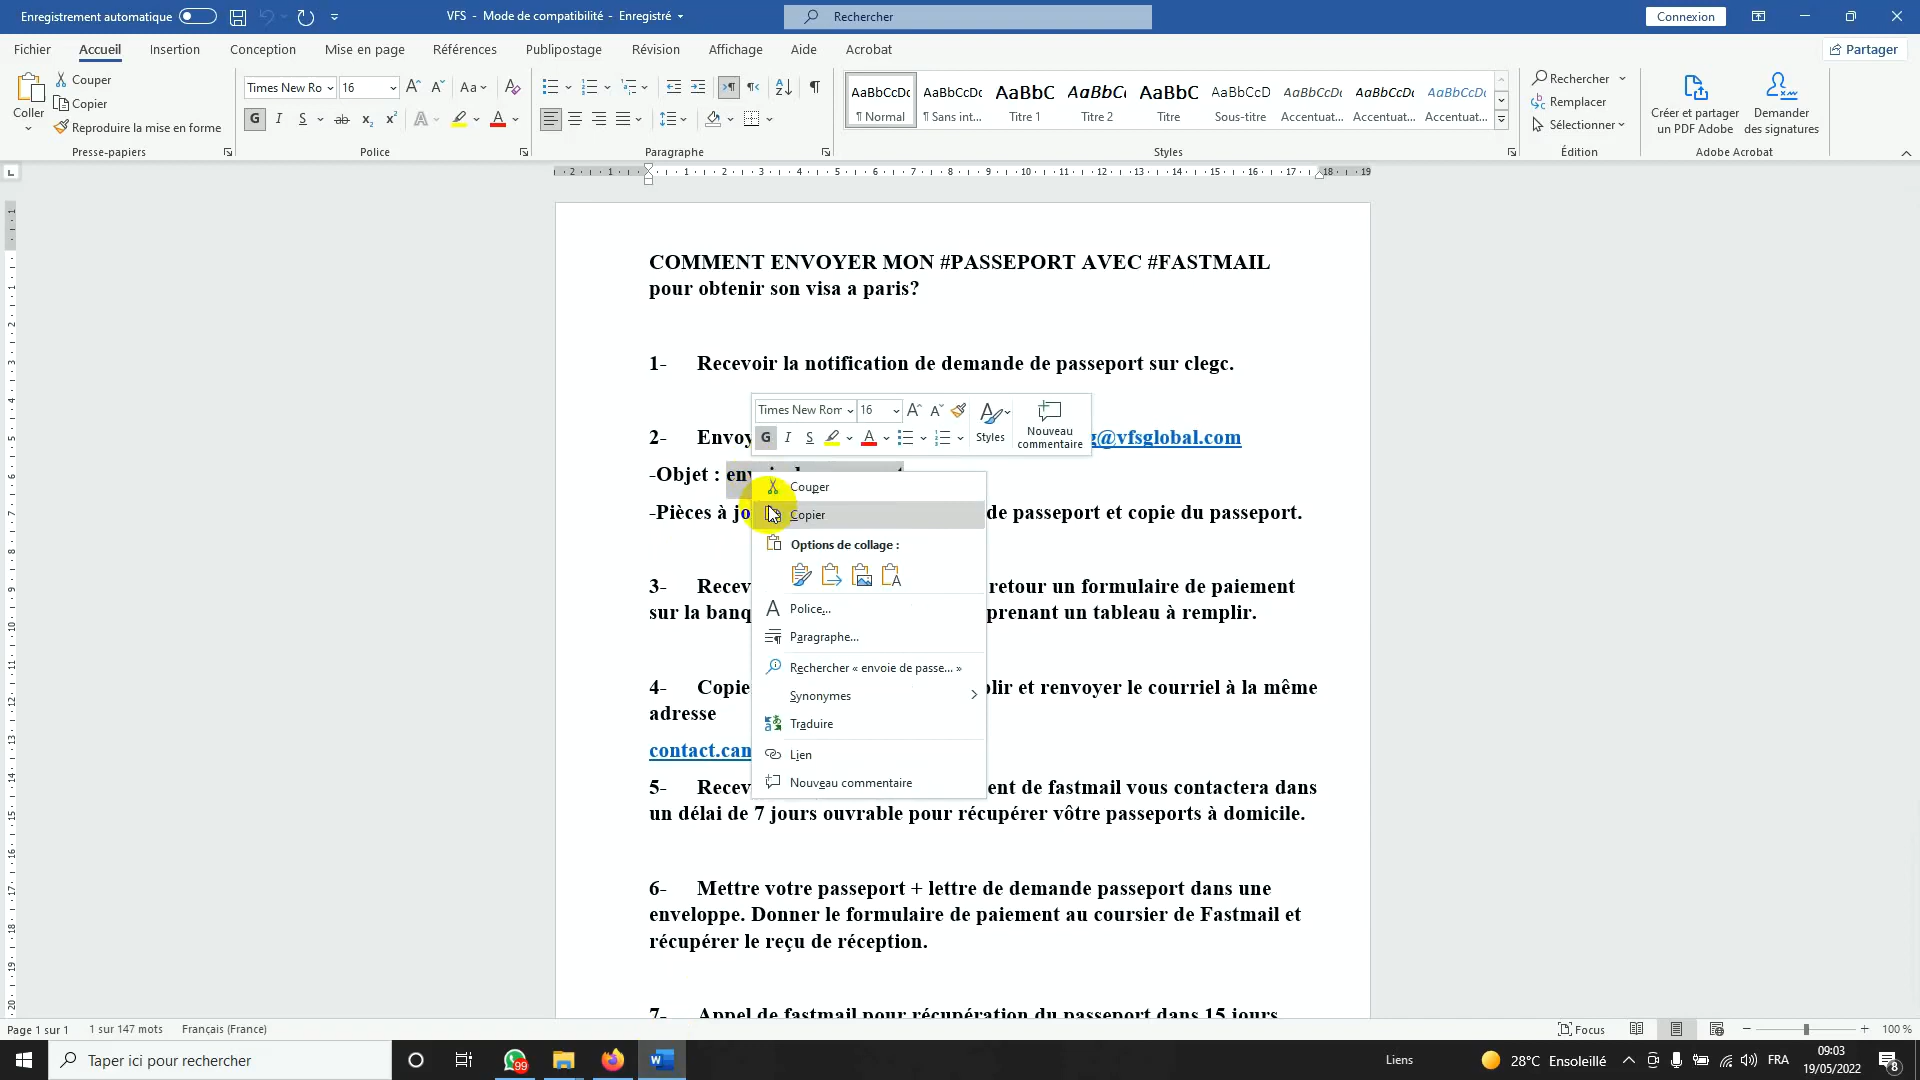 Enregistrement automatique
VFS - Mode de compatibilité - Enregistré
Rechercher
Connexion
Fichier Accueil Insertion Conception Mise en page Références Publipostage Révision Affichage Aide Acrobat
Partager
Coller
Couper
Copier
Reproduire la mise en forme
Presse-papiers
Times New Ro 16
Police
Paragraphe
AaBbCcDc AaBbCcDc AaBbC AaBbCc AaBbC AaBbCcD AaBbCcDc AaBbCcDc AaBbCcDc
¶ Normal ¶ Sans int... Titre 1 Titre 2 Titre Sous-titre Accentuat... Accentuat... Accentuat...
Styles
Rechercher
Remplacer
Sélectionner
Édition
Créer et partager un PDF Adobe
Demander des signatures
Adobe Acrobat
COMMENT ENVOYER MON #PASSEPORT AVEC #FASTMAIL
pour obtenir son visa a paris?
1- Recevoir la notification de demande de passeport sur clegc.
2- Envoy
g@vfsglobal.com
-Objet :
-Pièces à jo
de passeport et copie du passeport.
3- Recev
retour un formulaire de paiement
sur la banq
prenant un tableau à remplir.
4- Copie
plir et renvoyer le courriel à la même
adresse
contact.can
5- Recev
ent de fastmail vous contactera dans
un délai de 7 jours ouvrable pour récupérer vôtre passeports à domicile.
6- Mettre votre passeport + lettre de demande passeport dans une
enveloppe. Donner le formulaire de paiement au coursier de Fastmail et
récupérer le reçu de réception.
7- Appel de fastmail pour récupération du passeport dans 15 jours
Times New Rom 16
G I S
Styles
Nouveau commentaire
Couper
Copier
Options de collage :
Police...
Paragraphe...
Rechercher « envoie de passe... »
Synonymes
Traduire
Lien
Nouveau commentaire
Page 1 sur 1 1 sur 147 mots Français (France)
Focus
100 %
Taper ici pour rechercher
99
Liens
28°C Ensoleillé
FRA
09:03
19/05/2022
8